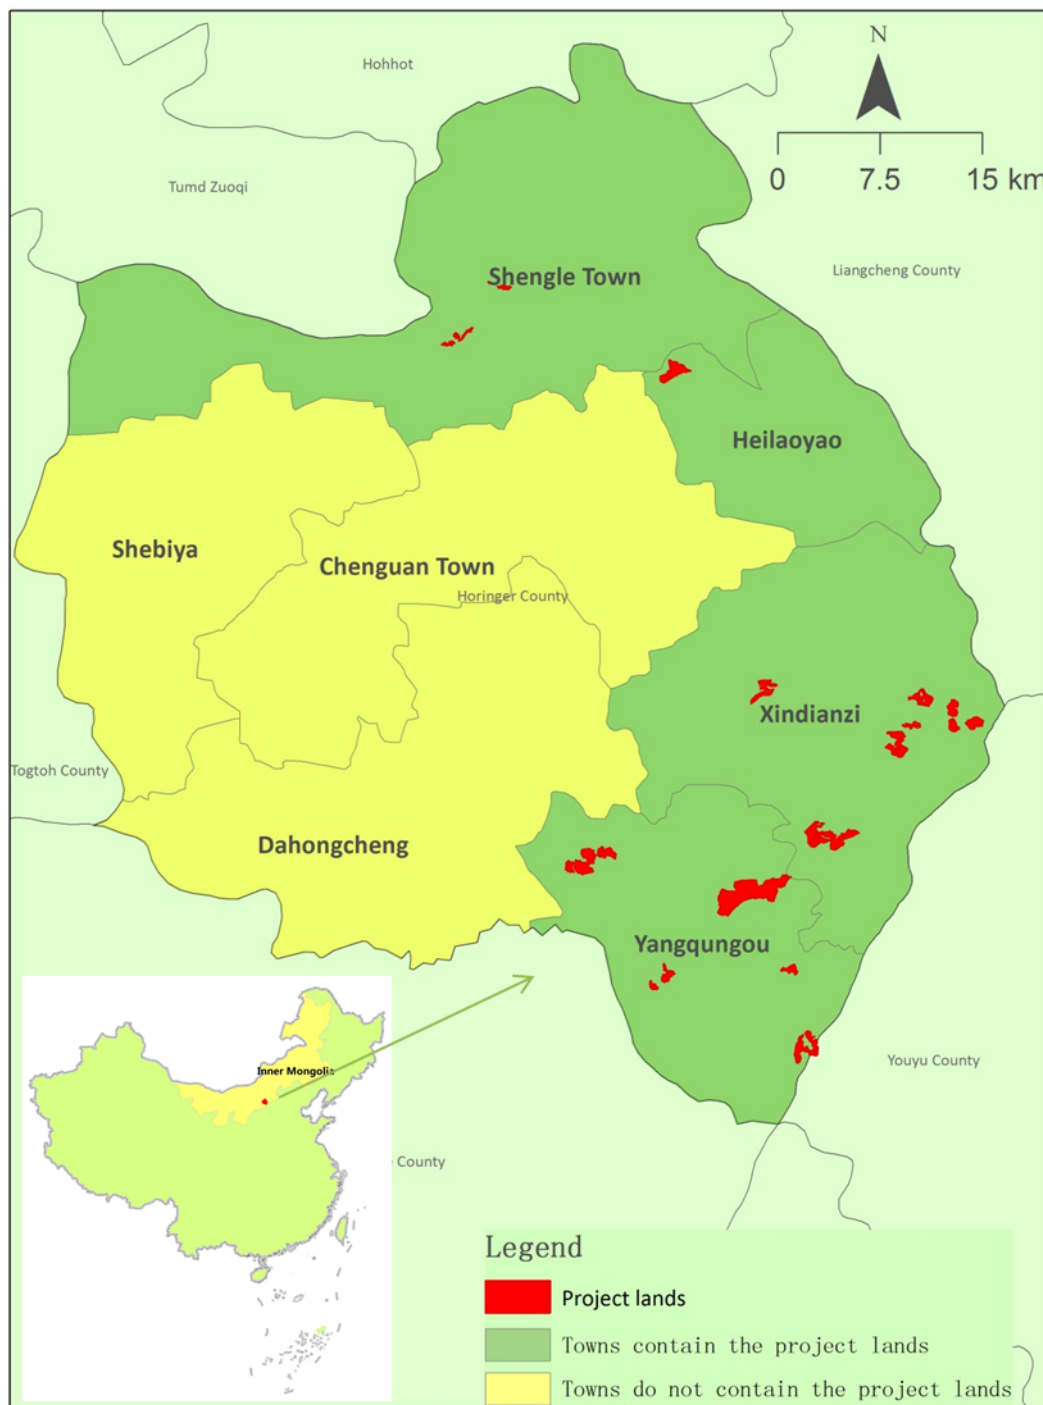 Hohhot
N
Tumd Zuoqi
0 7.5 15 km
Liangcheng County
Shengle Town
Heilaoyao
Shebiya
Chenguan Town
Horinger County
Xindianzi
Togtoh County
Dahongcheng
Yangqungou
Inner Mongolia
Youyu County
County
Legend
Project lands
Towns contain the project lands
Towns do not contain the project lands